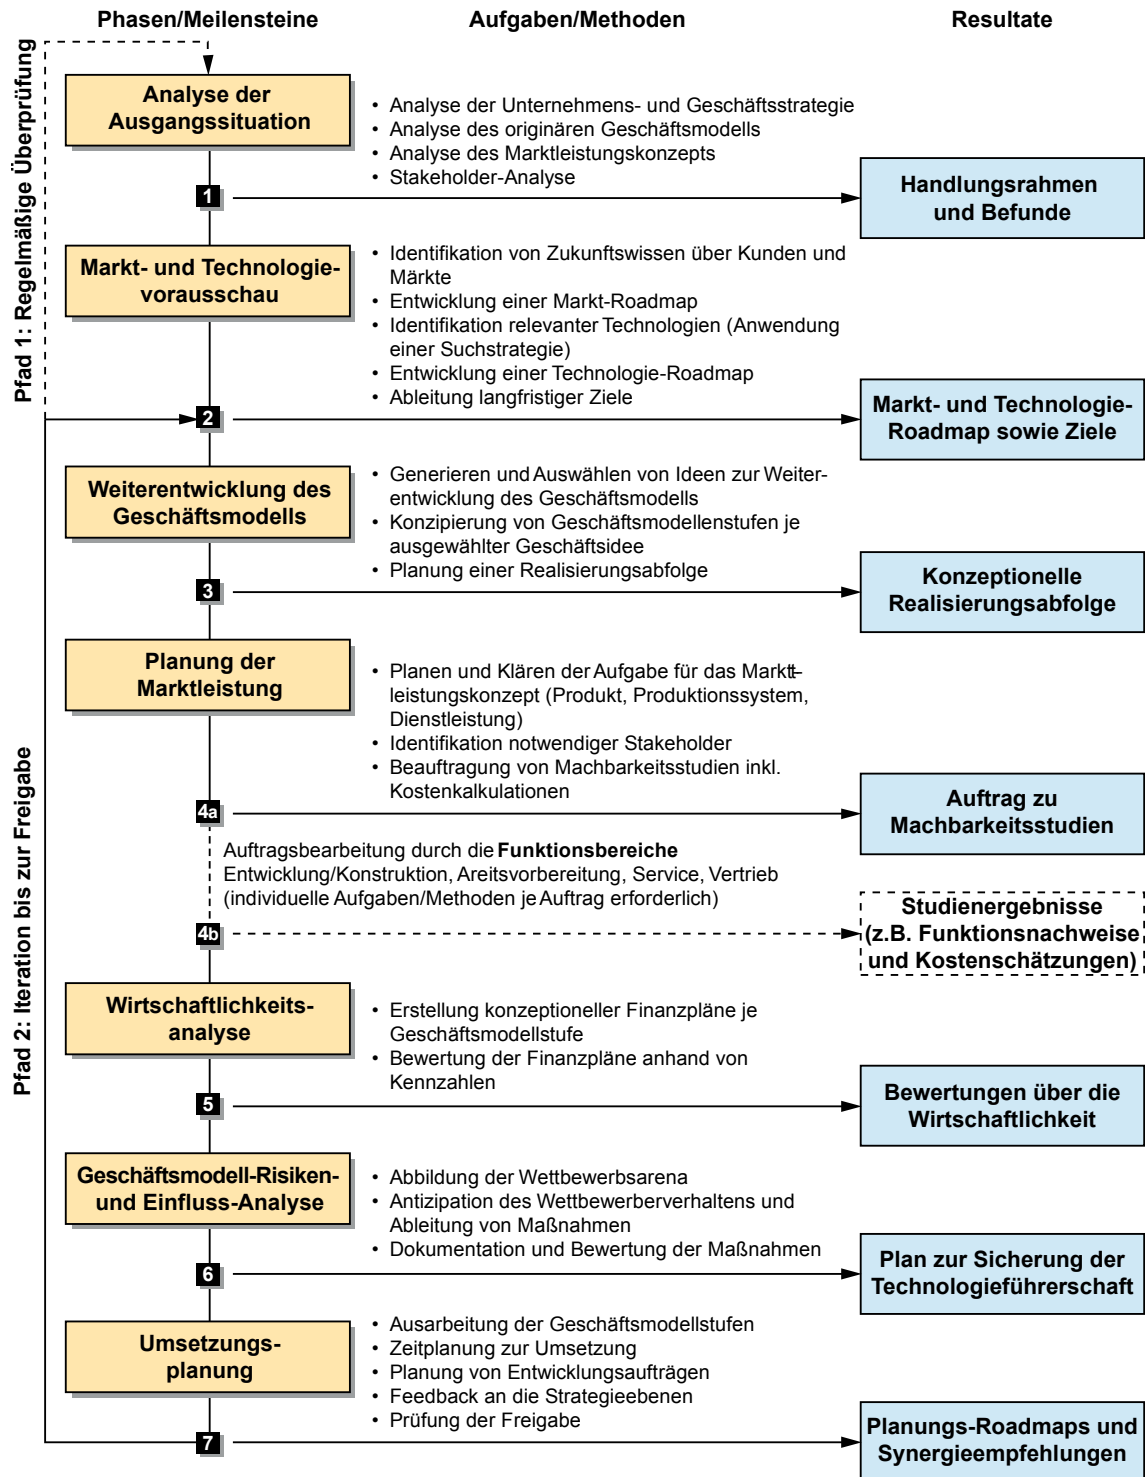 Phasen/Meilensteine
Aufgaben/Methoden
Resultate
Pfad 1: Regelmäßige Überprüfung
Analyse der
Ausgangssituation
• Analyse der Unternehmens- und Geschäftsstrategie
• Analyse des originären Geschäftsmodells
• Analyse des Marktleistungskonzepts
• Stakeholder-Analyse
1
Handlungsrahmen
und Befunde
Markt- und Technologie-
vorausschau
• Identifikation von Zukunftswissen über Kunden und
Märkte
• Entwicklung einer Markt-Roadmap
• Identifikation relevanter Technologien (Anwendung
einer Suchstrategie)
• Entwicklung einer Technologie-Roadmap
• Ableitung langfristiger Ziele
2
Markt- und Technologie-
Roadmap sowie Ziele
Pfad 2: Iteration bis zur Freigabe
Weiterentwicklung des
Geschäftsmodells
• Generieren und Auswählen von Ideen zur Weiter-
entwicklung des Geschäftsmodells
• Konzipierung von Geschäftsmodellenstufen je
ausgewählter Geschäftsidee
• Planung einer Realisierungsabfolge
3
Konzeptionelle
Realisierungsabfolge
Planung der
Marktleistung
• Planen und Klären der Aufgabe für das Markt-
leistungskonzept (Produkt, Produktionssystem,
Dienstleistung)
• Identifikation notwendiger Stakeholder
• Beauftragung von Machbarkeitsstudien inkl.
Kostenkalkulationen
4a
Auftrag zu
Machbarkeitsstudien
Auftragsbearbeitung durch die Funktionsbereiche
Entwicklung/Konstruktion, Areitsvorbereitung, Service, Vertrieb
(individuelle Aufgaben/Methoden je Auftrag erforderlich)
4b
Studienergebnisse
(z.B. Funktionsnachweise
und Kostenschätzungen)
Wirtschaftlichkeits-
analyse
• Erstellung konzeptioneller Finanzpläne je
Geschäftsmodellstufe
• Bewertung der Finanzpläne anhand von
Kennzahlen
5
Bewertungen über die
Wirtschaftlichkeit
Geschäftsmodell-Risiken-
und Einfluss-Analyse
• Abbildung der Wettbewerbsarena
• Antizipation des Wettbewerberverhaltens und
Ableitung von Maßnahmen
• Dokumentation und Bewertung der Maßnahmen
6
Plan zur Sicherung der
Technologieführerschaft
Umsetzungs-
planung
• Ausarbeitung der Geschäftsmodellstufen
• Zeitplanung zur Umsetzung
• Planung von Entwicklungsaufträgen
• Feedback an die Strategieebenen
• Prüfung der Freigabe
7
Planungs-Roadmaps und
Synergieempfehlungen